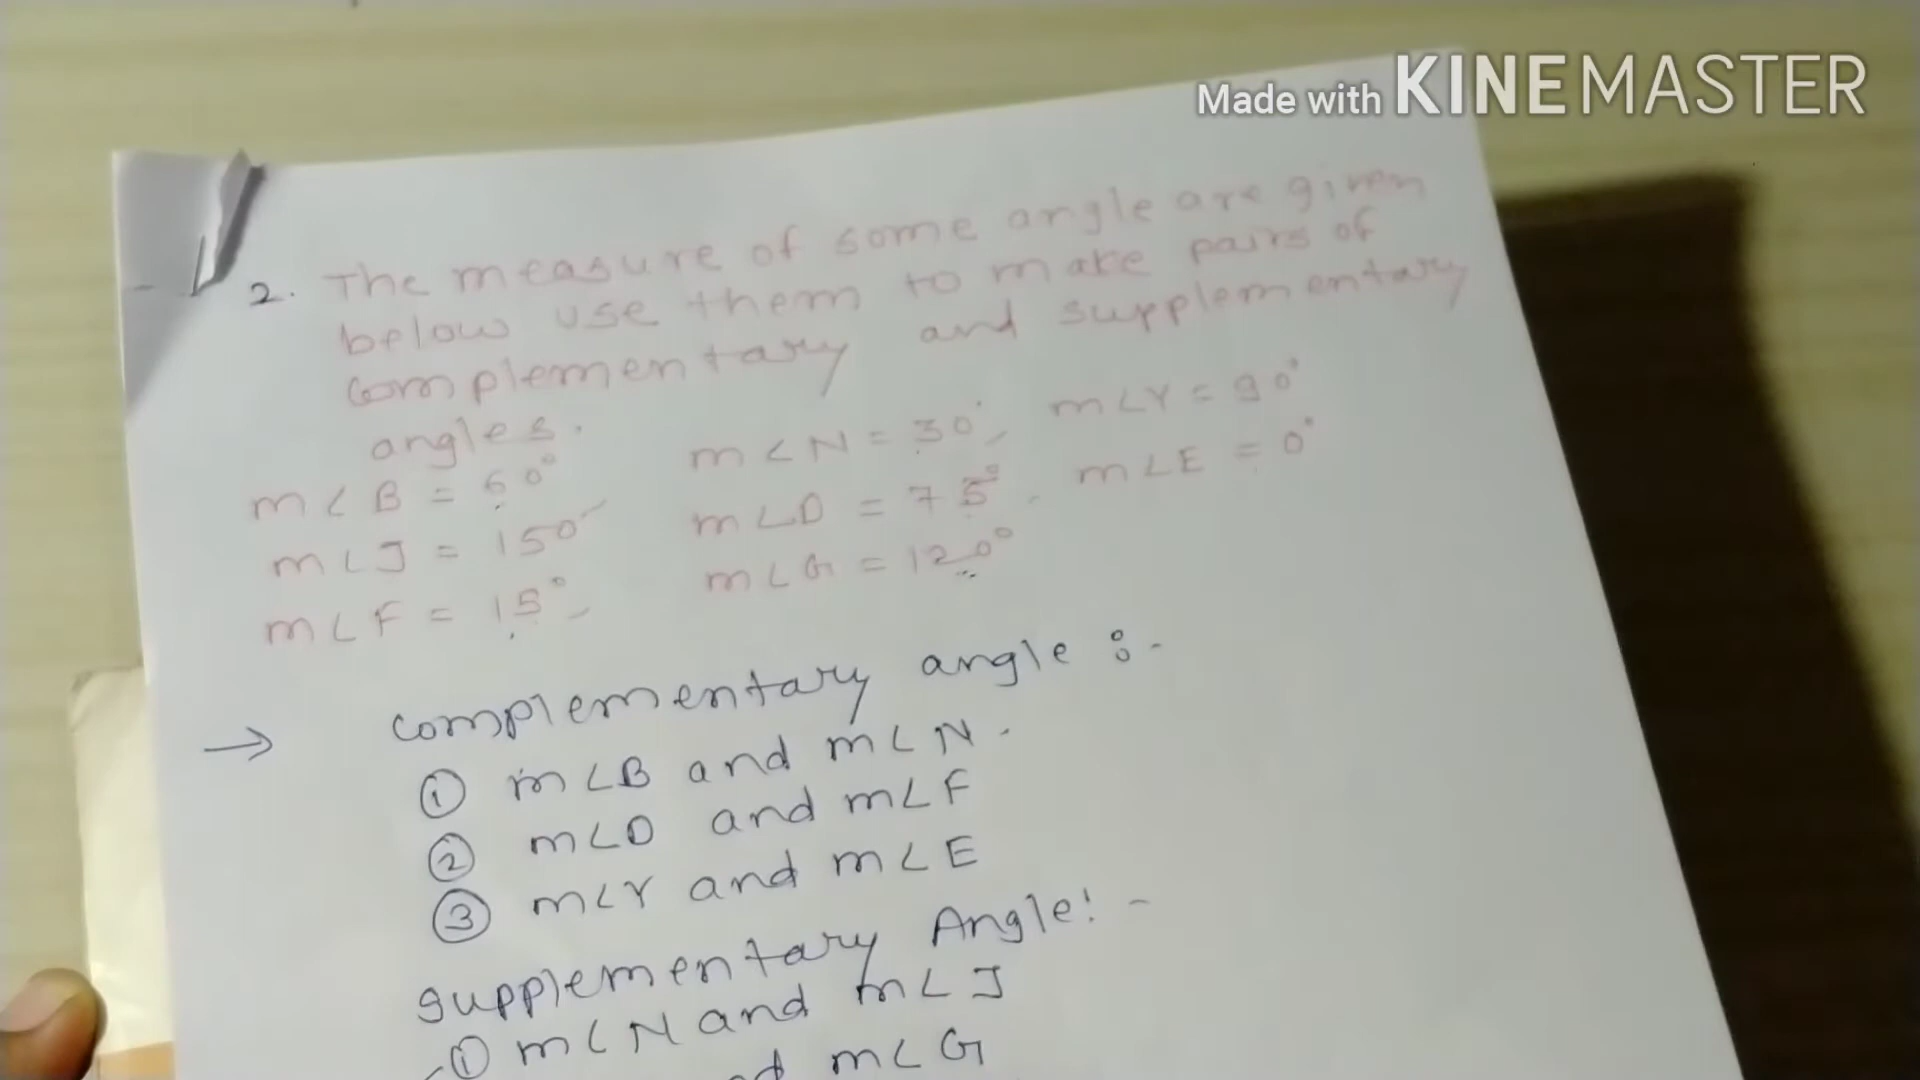 Made with KINEMASTER
2. The measure of some angle are given
below use them to make pairs of
complementary and supplementary
angles.
m∠B = 60° m∠N = 30° m∠Y = 90°
m∠J = 150° m∠D = 75° m∠E = 0°
m∠F = 15° m∠G = 120°
→ complementary angle :-
① m∠B and m∠N.
② m∠D and m∠F
③ m∠Y and m∠E
supplementary Angle:-
① m∠N and m∠J
m∠G